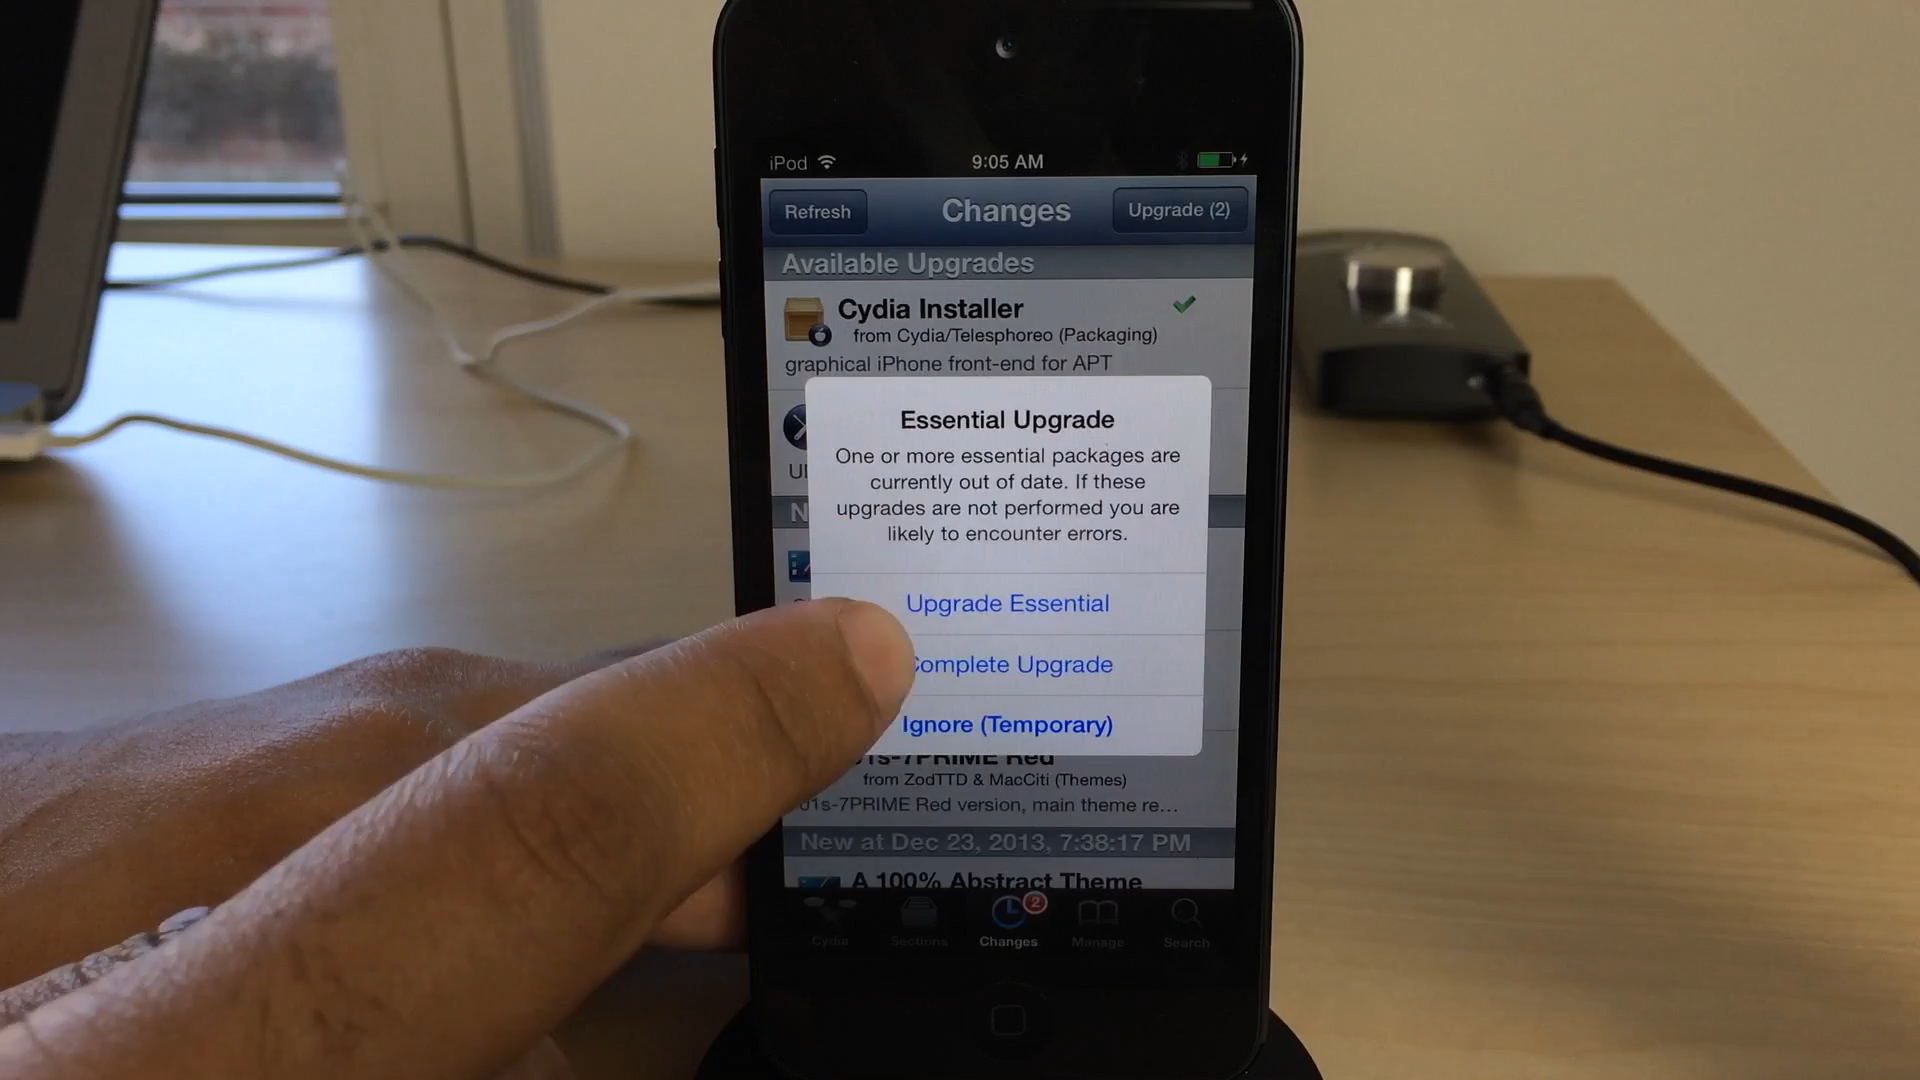 iPod 9:05 AM
Refresh Changes Upgrade (2)
Available Upgrades
Cydia Installer
from Cydia/Telesphoreo (Packaging)
graphical iPhone front-end for APT
Essential Upgrade
One or more essential packages are
currently out of date. If these
upgrades are not performed you are
likely to encounter errors.
Upgrade Essential
Complete Upgrade
Ignore (Temporary)
01s-7PRIME Red
from ZodTTD & MacCiti (Themes)
01s-7PRIME Red version, main theme re...
New at Dec 23, 2013, 7:38:17 PM
A 100% Abstract Theme
2
Cydia Sections Changes Manage Search